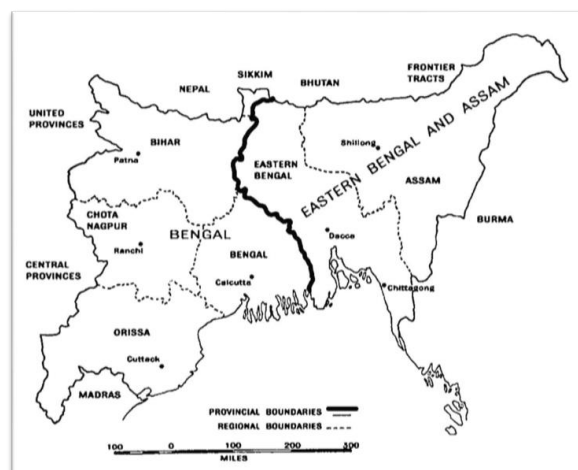 SIKKIM
NEPAL
BHUTAN
FRONTIER
TRACTS
UNITED
PROVINCES
BIHAR
Patna
EASTERN
BENGAL
EASTERN BENGAL AND ASSAM
Shillong
ASSAM
CHOTA
NAGPUR
Ranchi
BENGAL
BENGAL
Calcutta
Dacca
Chittagong
BURMA
CENTRAL
PROVINCES
ORISSA
Cuttack
MADRAS
PROVINCIAL BOUNDARIES
REGIONAL BOUNDARIES
100 0 100 200 300
MILES